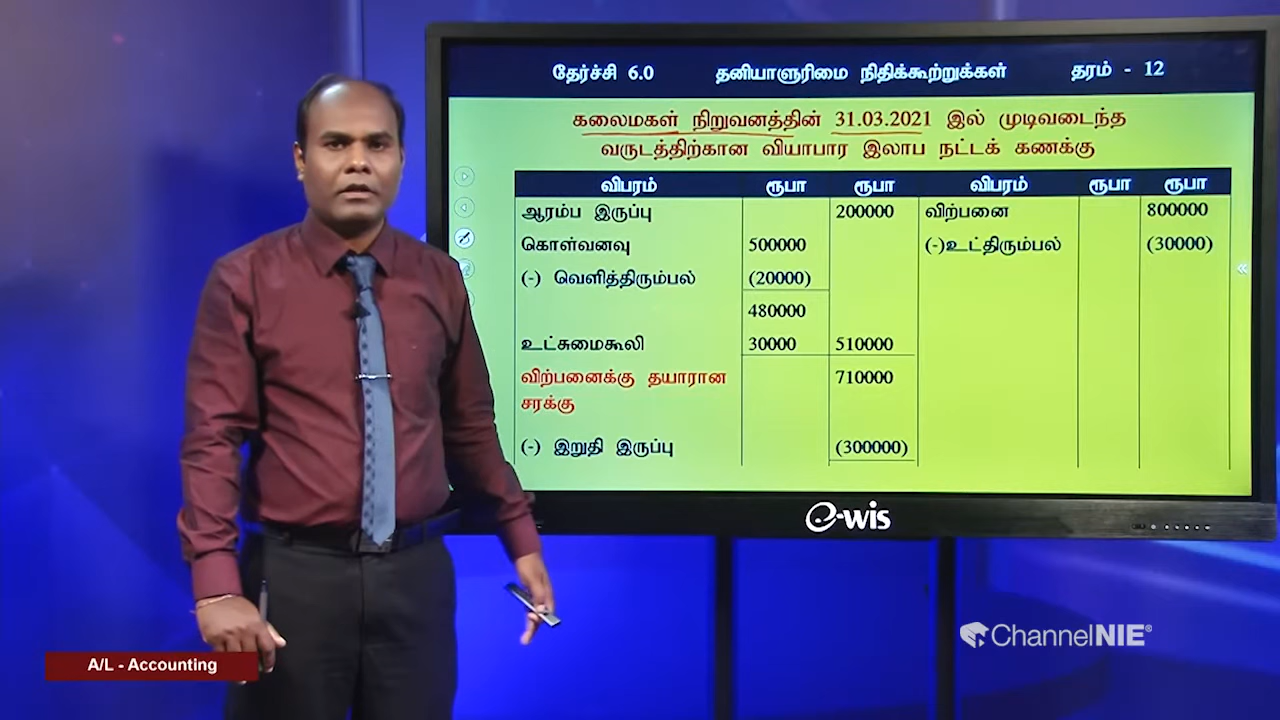 தேர்ச்சி 6.0 தனியாளுரிமை நிதிக்கூற்றுக்கள் தரம் - 12
கலைமகள் நிறுவனத்தின் 31.03.2021 இல் முடிவடைந்த
வருடத்திற்கான வியாபார இலாப நட்டக் கணக்கு
விபரம் ரூபா ரூபா விபரம் ரூபா ரூபா
ஆரம்ப இருப்பு 200000 விற்பனை 800000
கொள்வனவு 500000 (-)உட்திரும்பல் (30000)
(-) வெளித்திரும்பல் (20000)
480000
உட்சுமைகூலி 30000 510000
விற்பனைக்கு தயாரான 710000
சரக்கு
(-) இறுதி இருப்பு (300000)
e-wis
ChannelNIE®
A/L - Accounting